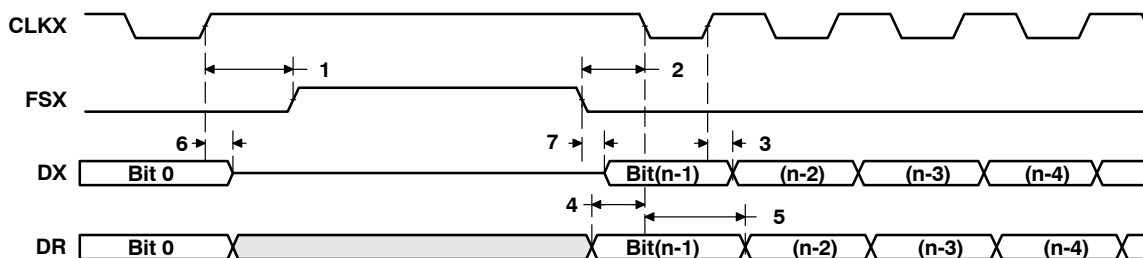 CLKX
1 2
FSX
6 7 3
DX Bit 0 Bit(n-1) (n-2) (n-3) (n-4)
4 5
DR Bit 0 Bit(n-1) (n-2) (n-3) (n-4)